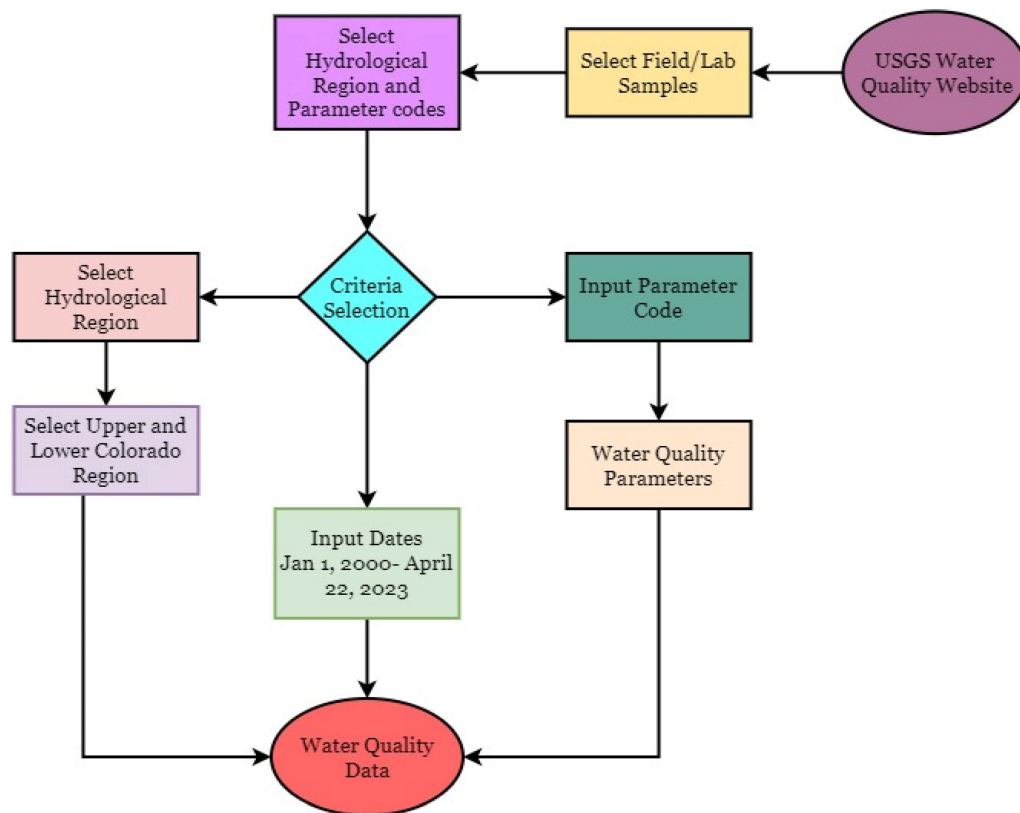 Select
Hydrological
Region and
Parameter codes
Select Field/Lab
Samples
USGS Water
Quality Website
Select
Hydrological
Region
Criteria
Selection
Input Parameter
Code
Select Upper and
Lower Colorado
Region
Water Quality
Parameters
Input Dates
Jan 1, 2000- April
22, 2023
Water Quality
Data